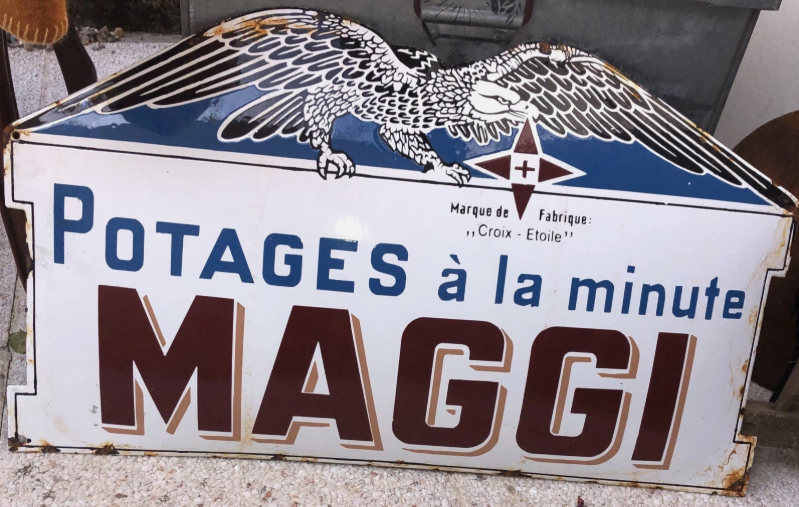 Marque de Fabrique:
„Croix - Etoile”
POTAGES à la minute
MAGGI